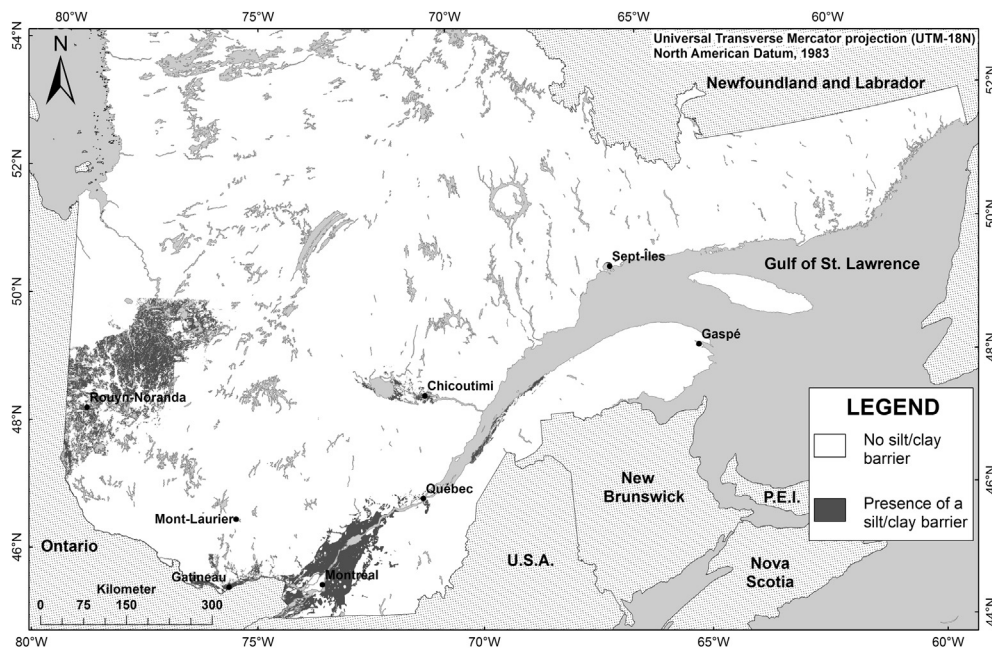 80°W
75°W
70°W
65°W
60°W
54°N
N
Universal Transverse Mercator projection (UTM-18N)
North American Datum, 1983
52°N
Newfoundland and Labrador
52°N
50°N
Sept-Îles
Gulf of St. Lawrence
50°N
Gaspé
48°N
Chicoutimi
Rouyn-Noranda
48°N
LEGEND
No silt/clay
barrier
Presence of a
silt/clay barrier
Québec
New
Brunswick
P.E.I.
46°N
Mont-Laurier
Ontario
46°N
U.S.A.
Nova
Scotia
Gatineau
Montréal
Kilometer
0 75 150 300
44°N
80°W
75°W
70°W
65°W
60°W